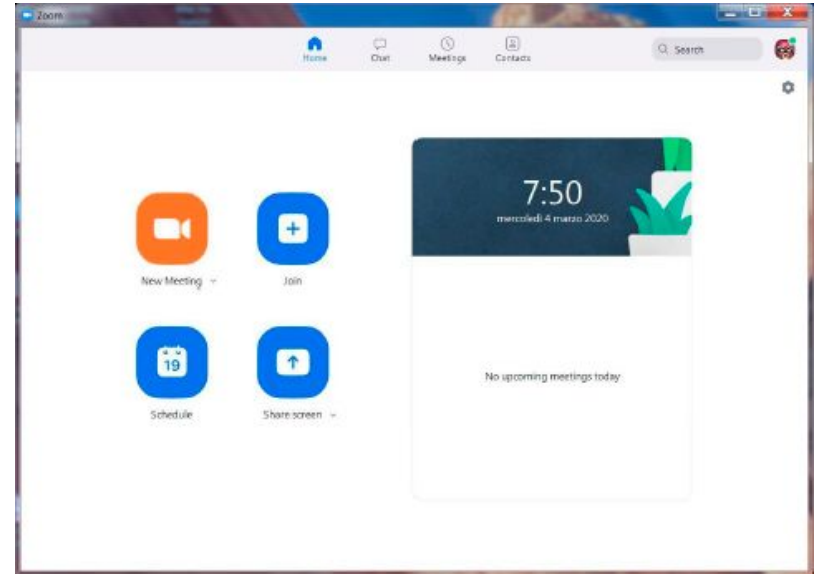 Zoom
Home
Chat
Meetings
Contacts
Search
7:50
mercoledì 4 marzo 2020
New Meeting
Join
19
Schedule
Share screen
No upcoming meetings today